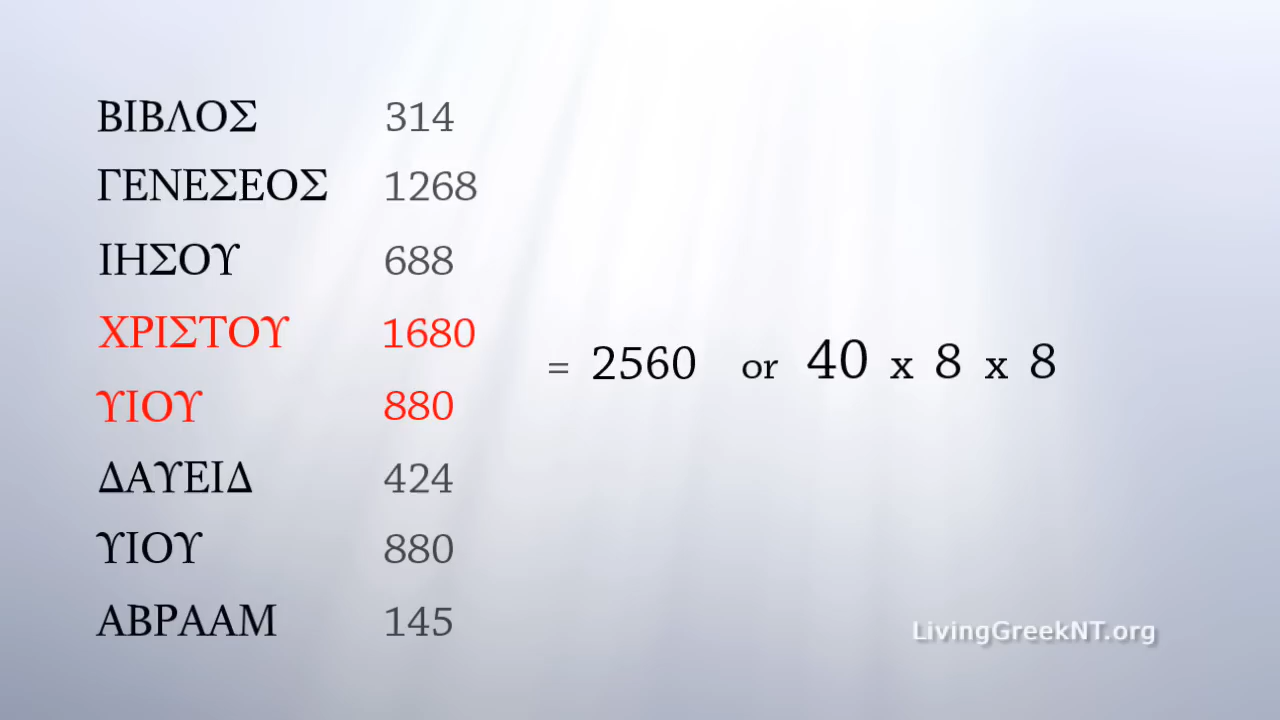 ΒΙΒΛΟΣ 314
ΓΕΝΕΣΕΟΣ 1268
ΙΗΣΟΥ 688
ΧΡΙΣΤΟΥ 1680
= 2560 or 40 x 8 x 8
ΥΙΟΥ 880
ΔΑΥΕΙΔ 424
ΥΙΟΥ 880
ΑΒΡΑΑΜ 145
LivingGreekNT.org